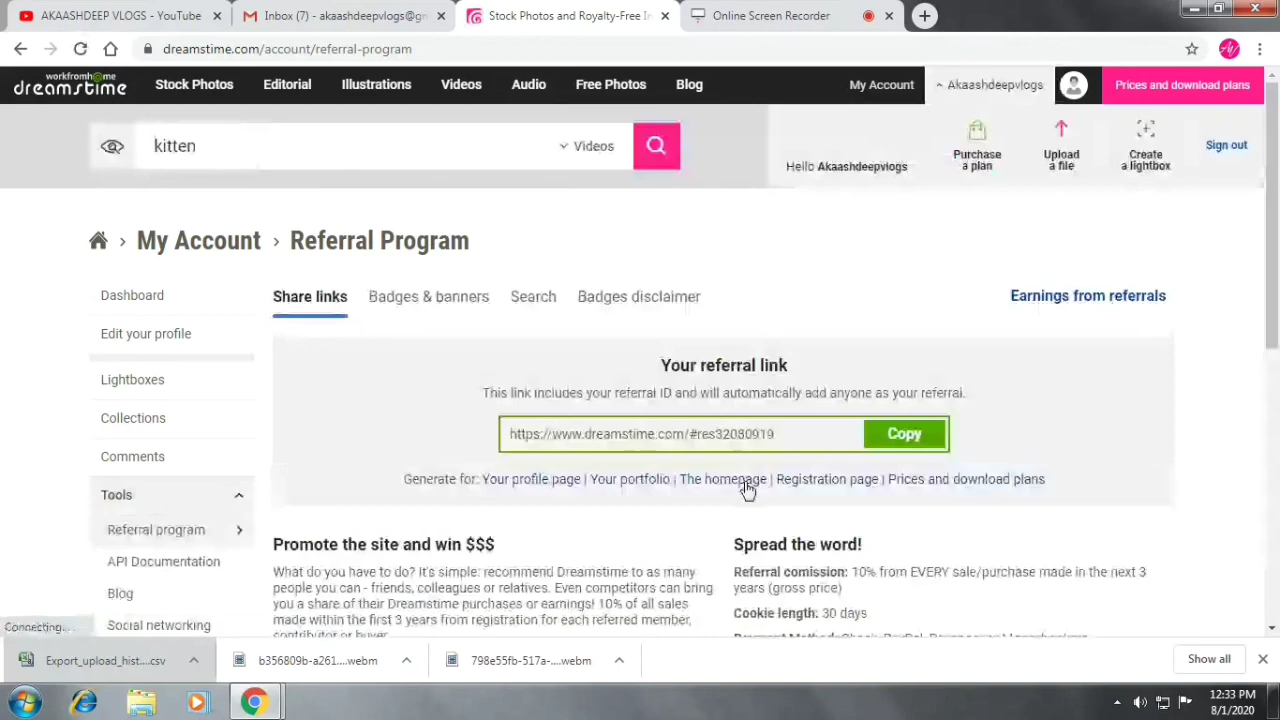 AKAASHDEEP VLOGS - YouTube
Inbox (7) - akaashdeepvlogs@g
Stock Photos and Royalty-Free I
Online Screen Recorder
dreamstime.com/account/referral-program
workfromh@me
dreamstime
Stock Photos
Editorial
Illustrations
Videos
Audio
Free Photos
Blog
My Account
Akaashdeepvlogs
Prices and download plans
kitten
Videos
Hello Akaashdeepvlogs
Purchase
a plan
Upload
a file
Create
a lightbox
Sign out
My Account › Referral Program
Dashboard
Edit your profile
Lightboxes
Collections
Comments
Tools
Referral program
API Documentation
Blog
Social networking
Share links
Badges & banners
Search
Badges disclaimer
Earnings from referrals
Your referral link
This link includes your referral ID and will automatically add anyone as your referral.
https://www.dreamstime.com/#res32080919
Copy
Generate for: Your profile page | Your portfolio | The homepage | Registration page | Prices and download plans
Promote the site and win $$$
What do you have to do? It's simple: recommend Dreamstime to as many
people you can - friends, colleagues or relatives. Even competitors can bring
you a share of their Dreamstime purchases or earnings! 10% of all sales
made within the first 3 years from registration for each referred member,
contributor or buyer
Spread the word!
Referral comission: 10% from EVERY sale/purchase made in the next 3
years (gross price)
Cookie length: 30 days
Connecting...
Export_upload_hist....csv
b356809b-a261....webm
798e55fb-517a-....webm
Show all
12:33 PM
8/1/2020